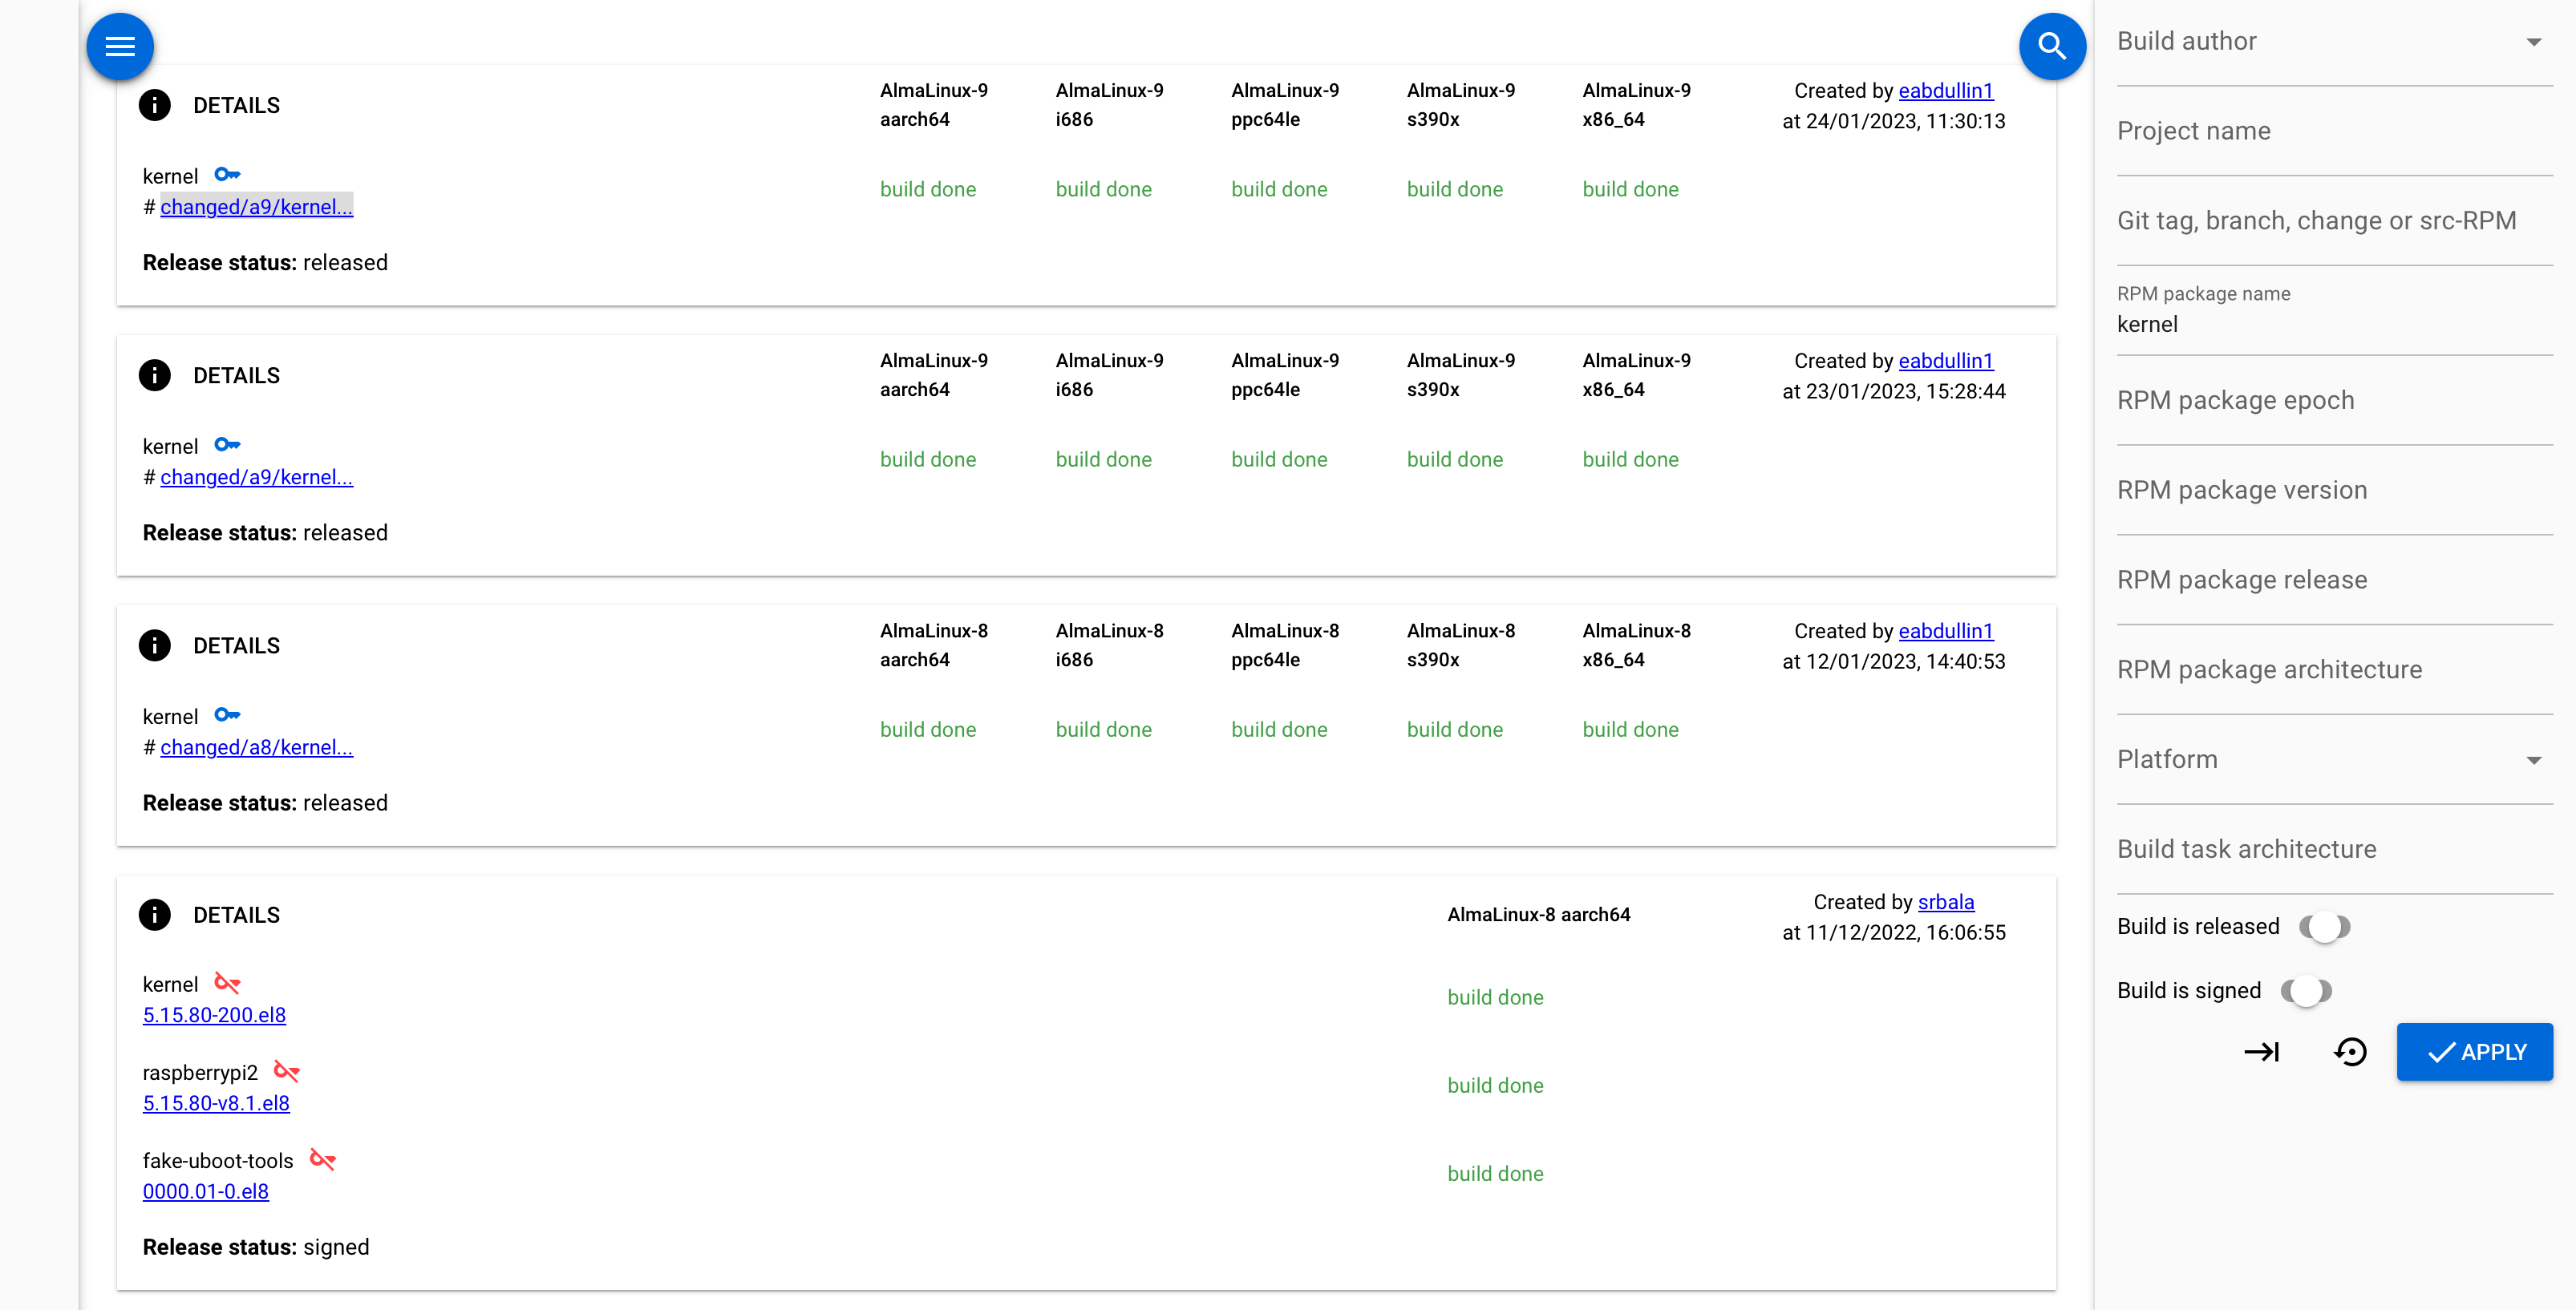 DETAILS
AlmaLinux-9 aarch64
AlmaLinux-9 i686
AlmaLinux-9 ppc64le
AlmaLinux-9 s390x
AlmaLinux-9 x86_64
Created by eabdullin1
at 24/01/2023, 11:30:13
kernel
# changed/a9/kernel...
build done
build done
build done
build done
build done
Release status: released
DETAILS
AlmaLinux-9 aarch64
AlmaLinux-9 i686
AlmaLinux-9 ppc64le
AlmaLinux-9 s390x
AlmaLinux-9 x86_64
Created by eabdullin1
at 23/01/2023, 15:28:44
kernel
# changed/a9/kernel...
build done
build done
build done
build done
build done
Release status: released
DETAILS
AlmaLinux-8 aarch64
AlmaLinux-8 i686
AlmaLinux-8 ppc64le
AlmaLinux-8 s390x
AlmaLinux-8 x86_64
Created by eabdullin1
at 12/01/2023, 14:40:53
kernel
# changed/a8/kernel...
build done
build done
build done
build done
build done
Release status: released
DETAILS
AlmaLinux-8 aarch64
Created by srbala
at 11/12/2022, 16:06:55
kernel
5.15.80-200.el8
build done
raspberrypi2
5.15.80-v8.1.el8
build done
fake-uboot-tools
0000.01-0.el8
build done
Release status: signed
Build author
Project name
Git tag, branch, change or src-RPM
RPM package name
kernel
RPM package epoch
RPM package version
RPM package release
RPM package architecture
Platform
Build task architecture
Build is released
Build is signed
APPLY